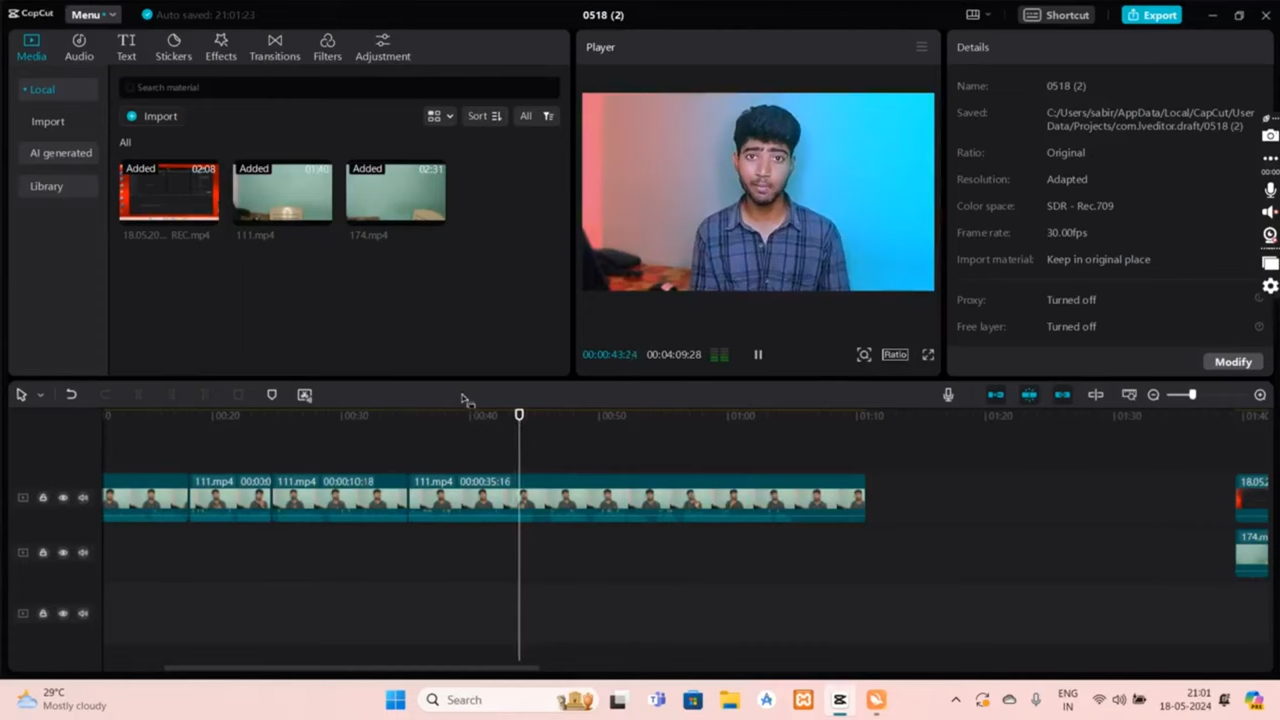 CapCut
Menu
Auto saved: 21:01:23
0518 (2)
Shortcut
Export
Media
Audio
Text
Stickers
Effects
Transitions
Filters
Adjustment
Local
Import
AI generated
Library
Search material
Import
Sort
All
All
Added 02:08
Added 01:40
Added 02:31
18.05.20... REC.mp4
111.mp4
174.mp4
Player
00:00:43:24 00:04:09:28
Ratio
Details
Name: 0518 (2)
Saved: C:/Users/sabir/AppData/Local/CapCut/User
Data/Projects/com.lveditor.draft/0518 (2)
Ratio: Original
Resolution: Adapted
Color space: SDR - Rec.709
Frame rate: 30.00fps
Import material: Keep in original place
Proxy: Turned off
Free layer: Turned off
Modify
00:00
0 |00:20 |00:30 |00:40 |00:50 |01:00 |01:10 |01:20 |01:30 |01:40
111.mp4 00:00:0
111.mp4 00:00:10:18
111.mp4 00:00:35:16
18.05.2
174.m
29°C
Mostly cloudy
Search
ENG
IN
21:01
18-05-2024
PRE